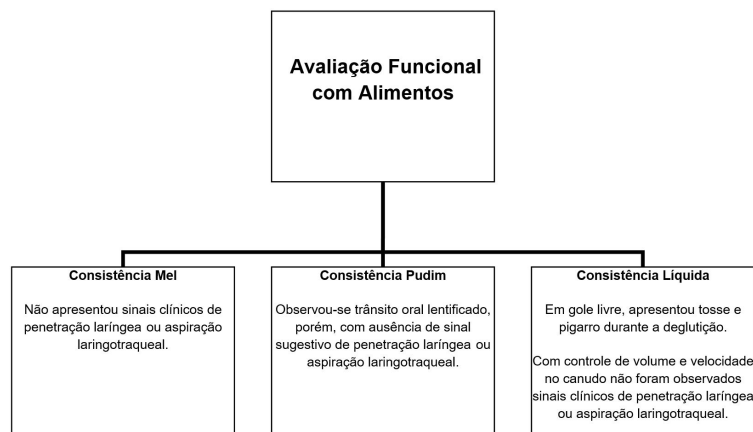 Avaliação Funcional
com Alimentos
Consistência Mel
Não apresentou sinais clínicos de
penetração laríngea ou aspiração
laringotraqueal.
Consistência Pudim
Observou-se trânsito oral lentificado,
porém, com ausência de sinal
sugestivo de penetração laríngea ou
aspiração laringotraqueal.
Consistência Líquida
Em gole livre, apresentou tosse e
pigarro durante a deglutição.
Com controle de volume e velocidade
no canudo não foram observados
sinais clínicos de penetração laríngea
ou aspiração laringotraqueal.